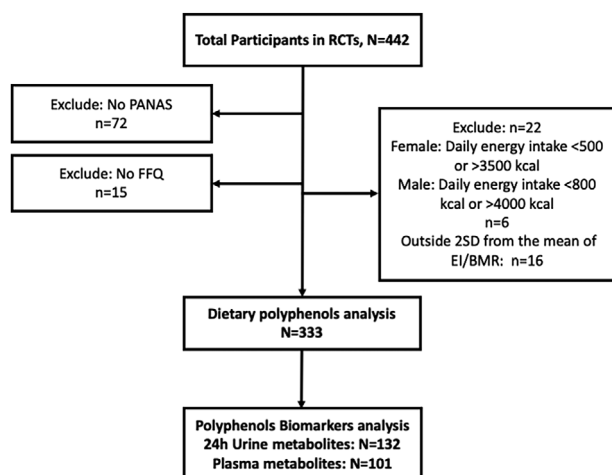 Total Participants in RCTs, N=442
Exclude: No PANAS
n=72
Exclude: No FFQ
n=15
Exclude: n=22
Female: Daily energy intake <500
or >3500 kcal
Male: Daily energy intake <800
kcal or >4000 kcal
n=6
Outside 2SD from the mean of
EI/BMR: n=16
Dietary polyphenols analysis
N=333
Polyphenols Biomarkers analysis
24h Urine metabolites: N=132
Plasma metabolites: N=101